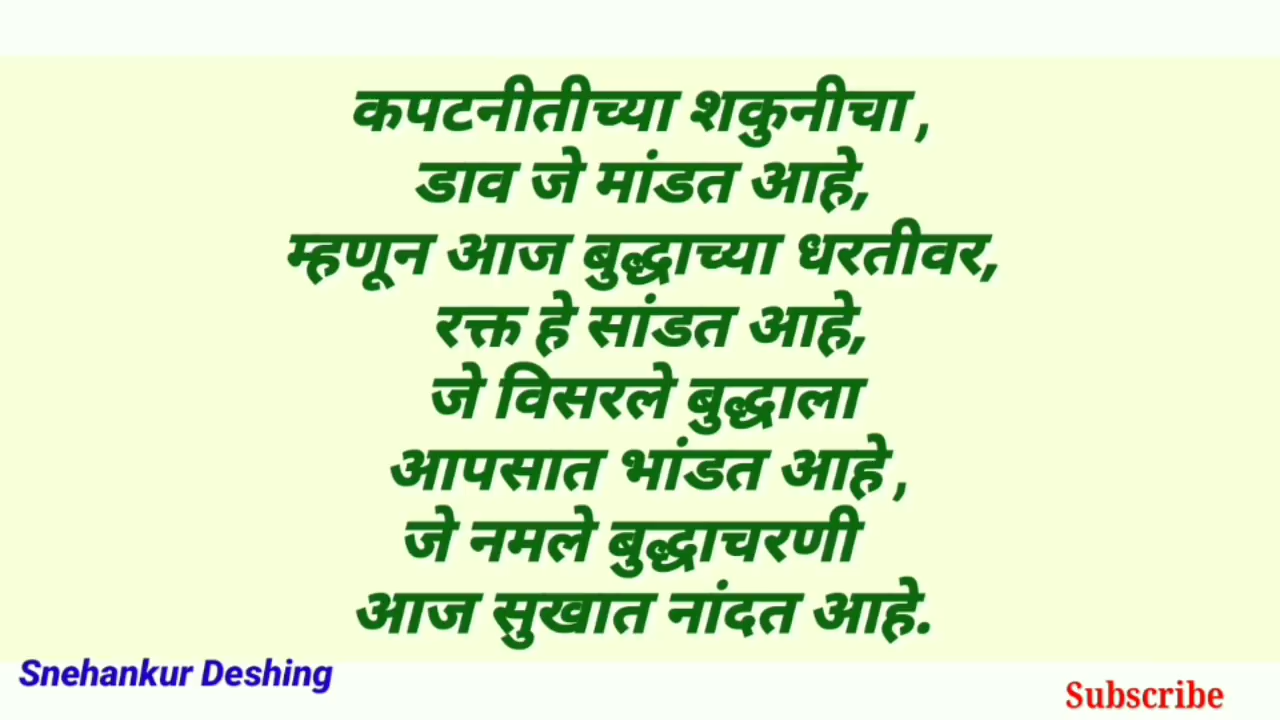 कपटनीतीच्या शकुनीचा ,
डाव जे मांडत आहे,
म्हणून आज बुद्धाच्या धरतीवर,
रक्त हे सांडत आहे,
जे विसरले बुद्धाला
आपसात भांडत आहे ,
जे नमले बुद्धाचरणी
आज सुखात नांदत आहे.
Snehankur Deshing
Subscribe